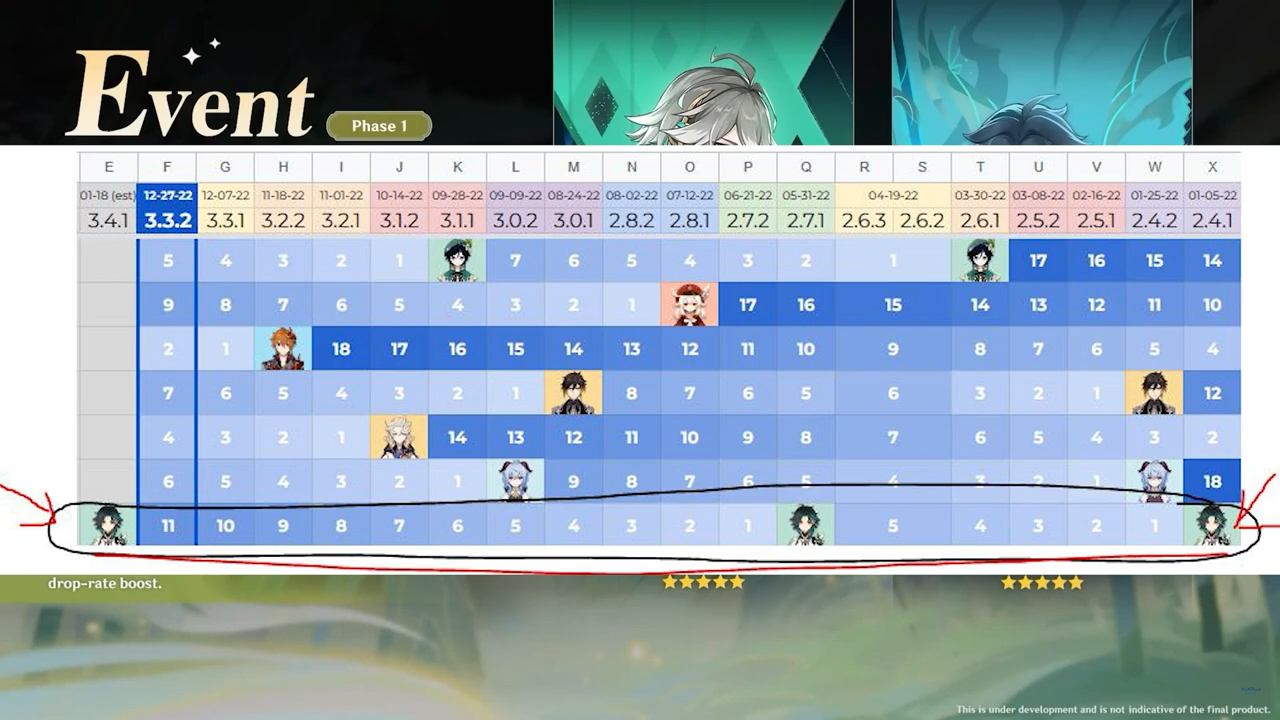 Event
Phase 1
E F G H I J K L M N O P Q R S T U V W X
01-18 (est) 12-27-22 12-07-22 11-18-22 11-01-22 10-14-22 09-28-22 09-09-22 08-24-22 08-02-22 07-12-22 06-21-22 05-31-22 04-19-22 03-30-22 03-08-22 02-16-22 01-25-22 01-05-22
3.4.1 3.3.2 3.3.1 3.2.2 3.2.1 3.1.2 3.1.1 3.0.2 3.0.1 2.8.2 2.8.1 2.7.2 2.7.1 2.6.3 2.6.2 2.6.1 2.5.2 2.5.1 2.4.2 2.4.1
5 4 3 2 1 7 6 5 4 3 2 1 17 16 15 14
9 8 7 6 5 4 3 2 1 17 16 15 14 13 12 11 10
2 1 18 17 16 15 14 13 12 11 10 9 8 7 6 5 4
7 6 5 4 3 2 1 8 7 6 5 6 3 2 1 12
4 3 2 1 14 13 12 11 10 9 8 7 6 5 4 3 2
6 5 4 3 2 1 9 8 7 6 5 4 3 2 1 18
11 10 9 8 7 6 5 4 3 2 1 5 4 3 2 1
drop-rate boost.
This is under development and is not indicative of the final product.